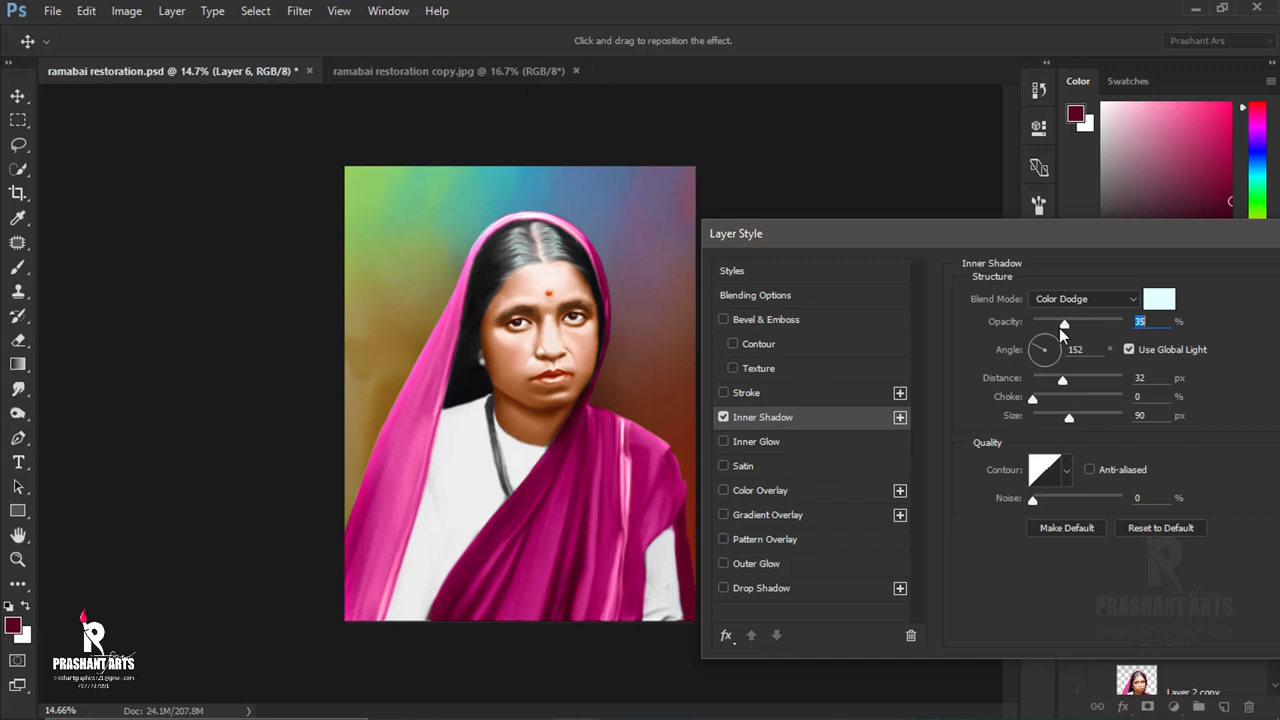 Ps File Edit Image Layer Type Select Filter View Window Help
Click and drag to reposition the effect.
Prashant Ars
ramabai restoration.psd @ 14.7% (Layer 6, RGB/8) * ramabai restoration copy.jpg @ 16.7% (RGB/8*)
Color Swatches
Layer Style
Styles
Blending Options
Bevel & Emboss
Contour
Texture
Stroke
Inner Shadow
Inner Glow
Satin
Color Overlay
Gradient Overlay
Pattern Overlay
Outer Glow
Drop Shadow
fx
Inner Shadow
Structure
Blend Mode: Color Dodge
Opacity: 35 %
Angle: 152 ° Use Global Light
Distance: 32 px
Choke: 0 %
Size: 90 px
Quality
Contour: Anti-aliased
Noise: 0 %
Make Default Reset to Default
PRASHANT ARTS
Layer 2 copy
fx
R
PRASHANT ARTS
14.66% Doc: 24.1M/207.8M